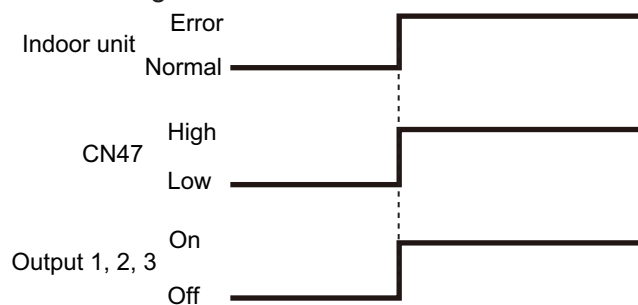 Error
Indoor unit
Normal
High
CN47
Low
On
Output 1, 2, 3
Off